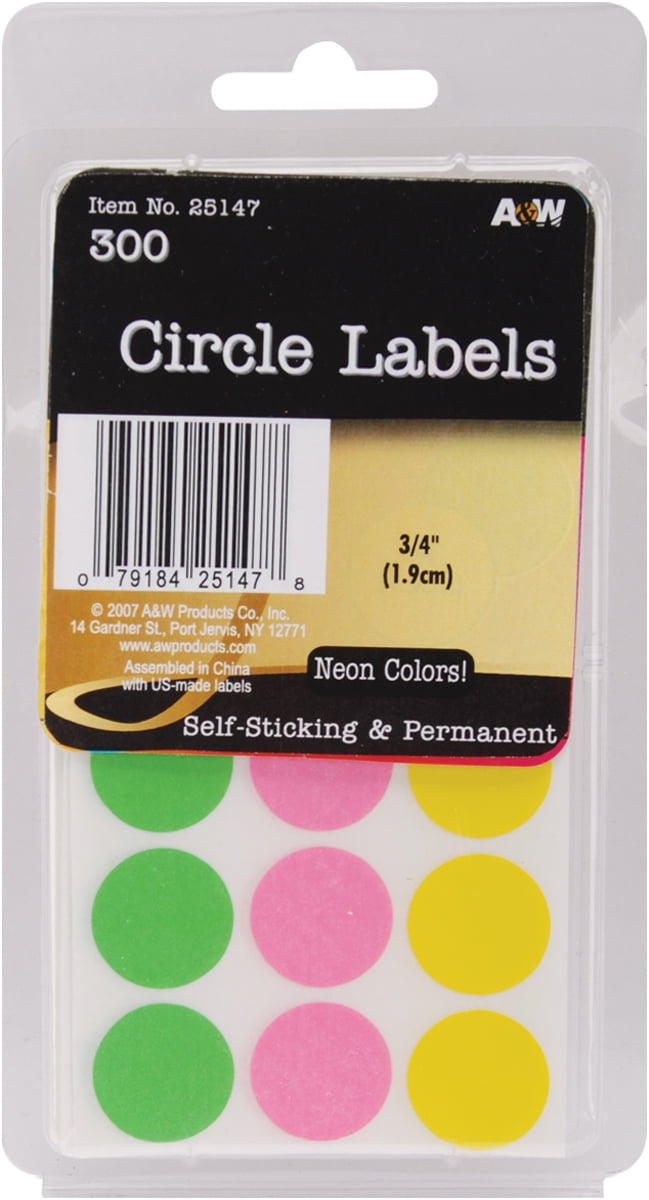 Item No. 25147
A&W
300
Circle Labels
0 79184 25147 8
3/4"
(1.9cm)
© 2007 A&W Products Co., Inc.
14 Gardner St., Port Jervis, NY 12771
www.awproducts.com
Assembled in China
with US-made labels
Neon Colors!
Self-Sticking & Permanent